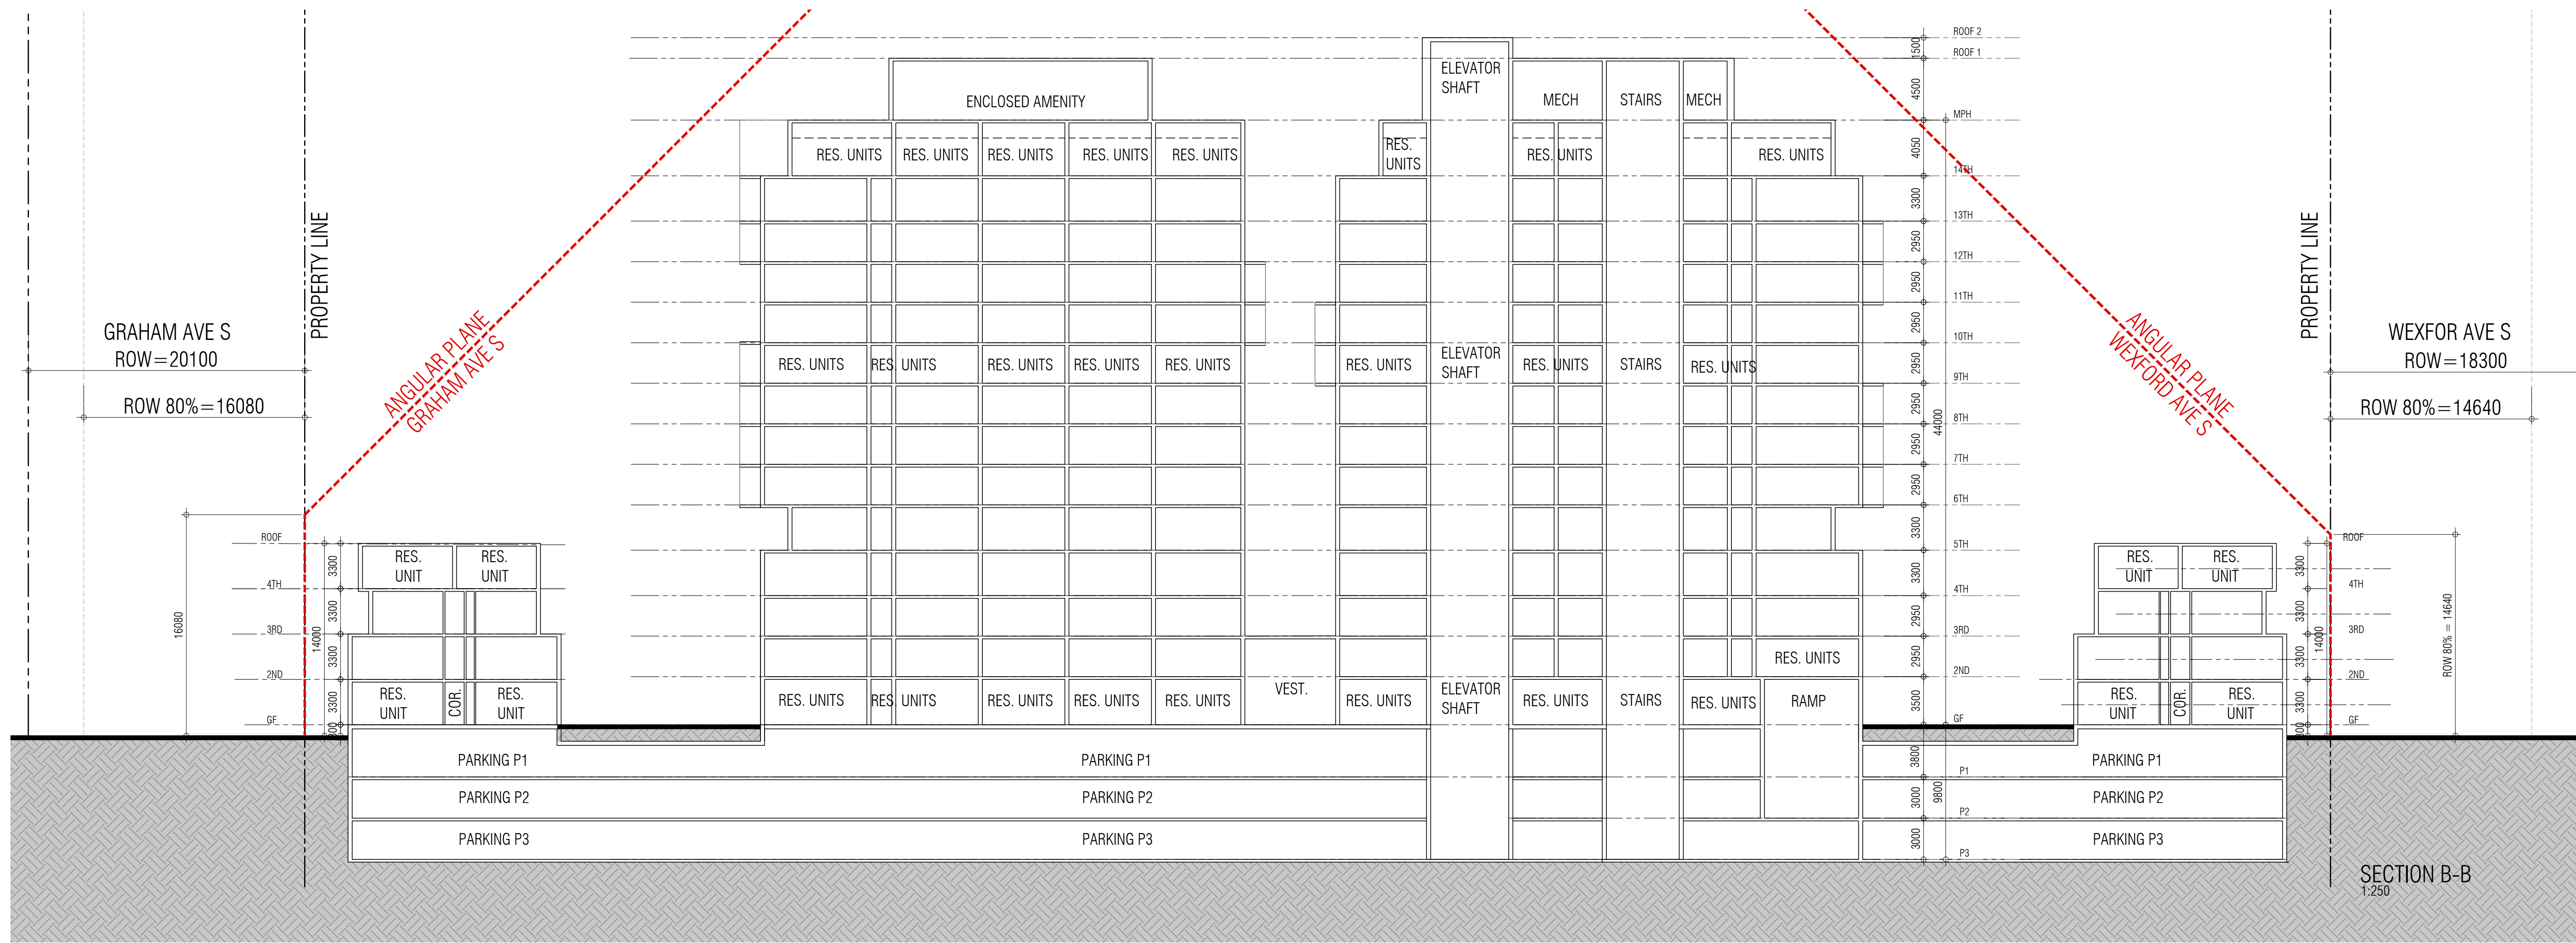 ROOF 2
1500
ROOF 1
ELEVATOR
SHAFT
ENCLOSED AMENITY
MECH
STAIRS
MECH
4500
MPH
RES. UNITS
RES. UNITS
RES. UNITS
RES. UNITS
RES. UNITS
RES.
UNITS
RES. UNITS
RES. UNITS
4050
14TH
3300
13TH
2950
12TH
2950
11TH
2950
10TH
RES. UNITS
RES. UNITS
RES. UNITS
RES. UNITS
RES. UNITS
RES. UNITS
ELEVATOR
SHAFT
RES. UNITS
STAIRS
RES. UNITS
2950
9TH
2950
8TH
44000
2950
7TH
2950
6TH
3300
5TH
3300
4TH
2950
3RD
RES. UNITS
2950
2ND
RES. UNITS
RES. UNITS
RES. UNITS
RES. UNITS
RES. UNITS
VEST.
RES. UNITS
ELEVATOR
SHAFT
RES. UNITS
STAIRS
RES. UNITS
RAMP
3500
GF
PROPERTY LINE
GRAHAM AVE S
ROW=20100
ROW 80%=16080
ANGULAR PLANE
GRAHAM AVE S
16080
ROOF
3300
RES.
UNIT
RES.
UNIT
4TH
3300
3RD
14000
3300
2ND
3300
RES.
UNIT
COR.
RES.
UNIT
GF
800
PROPERTY LINE
WEXFOR AVE S
ROW=18300
ROW 80%=14640
ANGULAR PLANE
WEXFORD AVE S
ROOF
RES.
UNIT
RES.
UNIT
3300
4TH
3300
3RD
14000
3300
2ND
RES.
UNIT
COR.
RES.
UNIT
3300
GF
800
ROW 80% = 14640
PARKING P1
PARKING P1
3800
P1
PARKING P1
PARKING P2
PARKING P2
3000
9800
P2
PARKING P2
PARKING P3
PARKING P3
3000
P3
PARKING P3
SECTION B-B
1:250